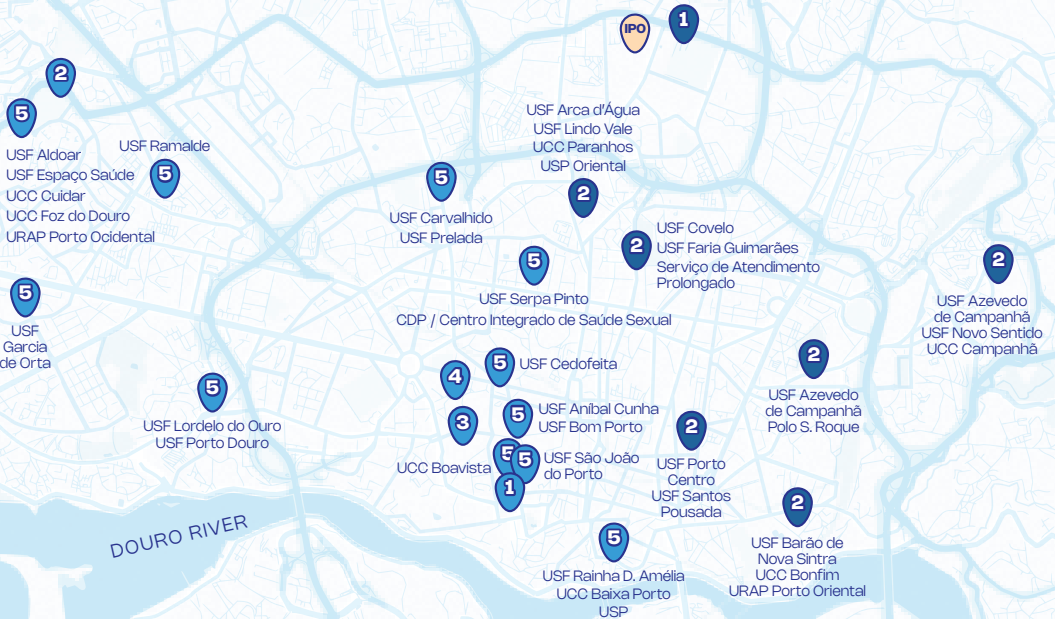 IPO
1
2
5
USF Aldoar
USF Espaço Saúde
UCC Cuidar
UCC Foz do Douro
URAP Porto Ocidental
USF Ramalde
5
USF Arca d'Água
USF Lindo Vale
UCC Paranhos
USP Oriental
2
5
USF Carvalhido
USF Prelada
2
USF Covelo
USF Faria Guimarães
Serviço de Atendimento
Prolongado
5
USF Serpa Pinto
CDP / Centro Integrado de Saúde Sexual
2
USF Azevedo
de Campanhã
USF Novo Sentido
UCC Campanhã
5
USF
Garcia
de Orta
5
USF Cedofeita
4
2
USF Azevedo
de Campanhã
Polo S. Roque
5
USF Lordelo do Ouro
USF Porto Douro
3
5
USF Aníbal Cunha
USF Bom Porto
2
USF Porto
Centro
USF Santos
Pousada
5
UCC Boavista
5
USF São João
do Porto
1
2
USF Barão de
Nova Sintra
UCC Bonfim
URAP Porto Oriental
DOURO RIVER
5
USF Rainha D. Amélia
UCC Baixa Porto
USP